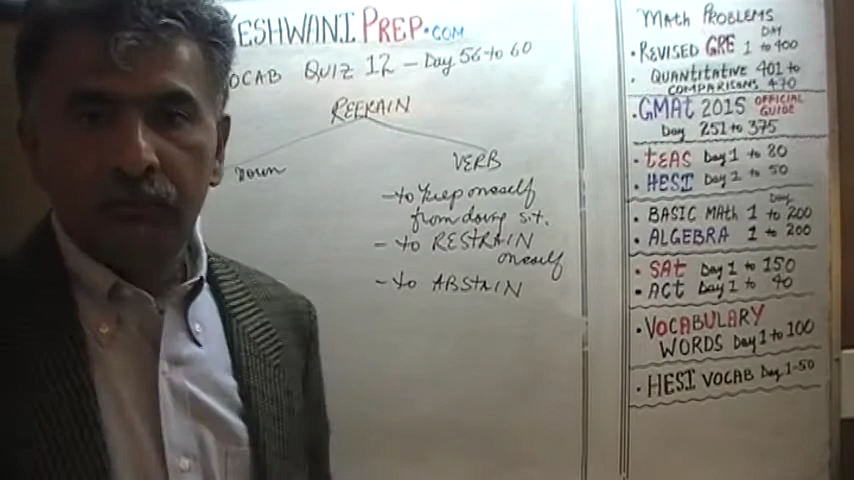 KESHWANI PREP.COM
VOCAB QUIZ 12 - Day 56 to 60
REFRAIN
NOUN
VERB
- to keep oneself
from doing s.t.
- to RESTRAIN
oneself
- to ABSTAIN
MATH PROBLEMS
DAY
• REVISED GRE 1 to 400
• QUANTITATIVE 401 to
COMPARISONS 470
• GMAt 2015 OFFICIAL
GUIDE
Day 251 to 375
• tEAS Day 1 to 80
• HESI Day 1 to 50
Day
• BASIC MAth 1 to 200
• ALGEBRA 1 to 200
• SAt Day 1 to 150
• ACt Day 1 to 40
• VOCABULARY
WORDS Day 1 to 100
• HESI VOCAB Day 1-50